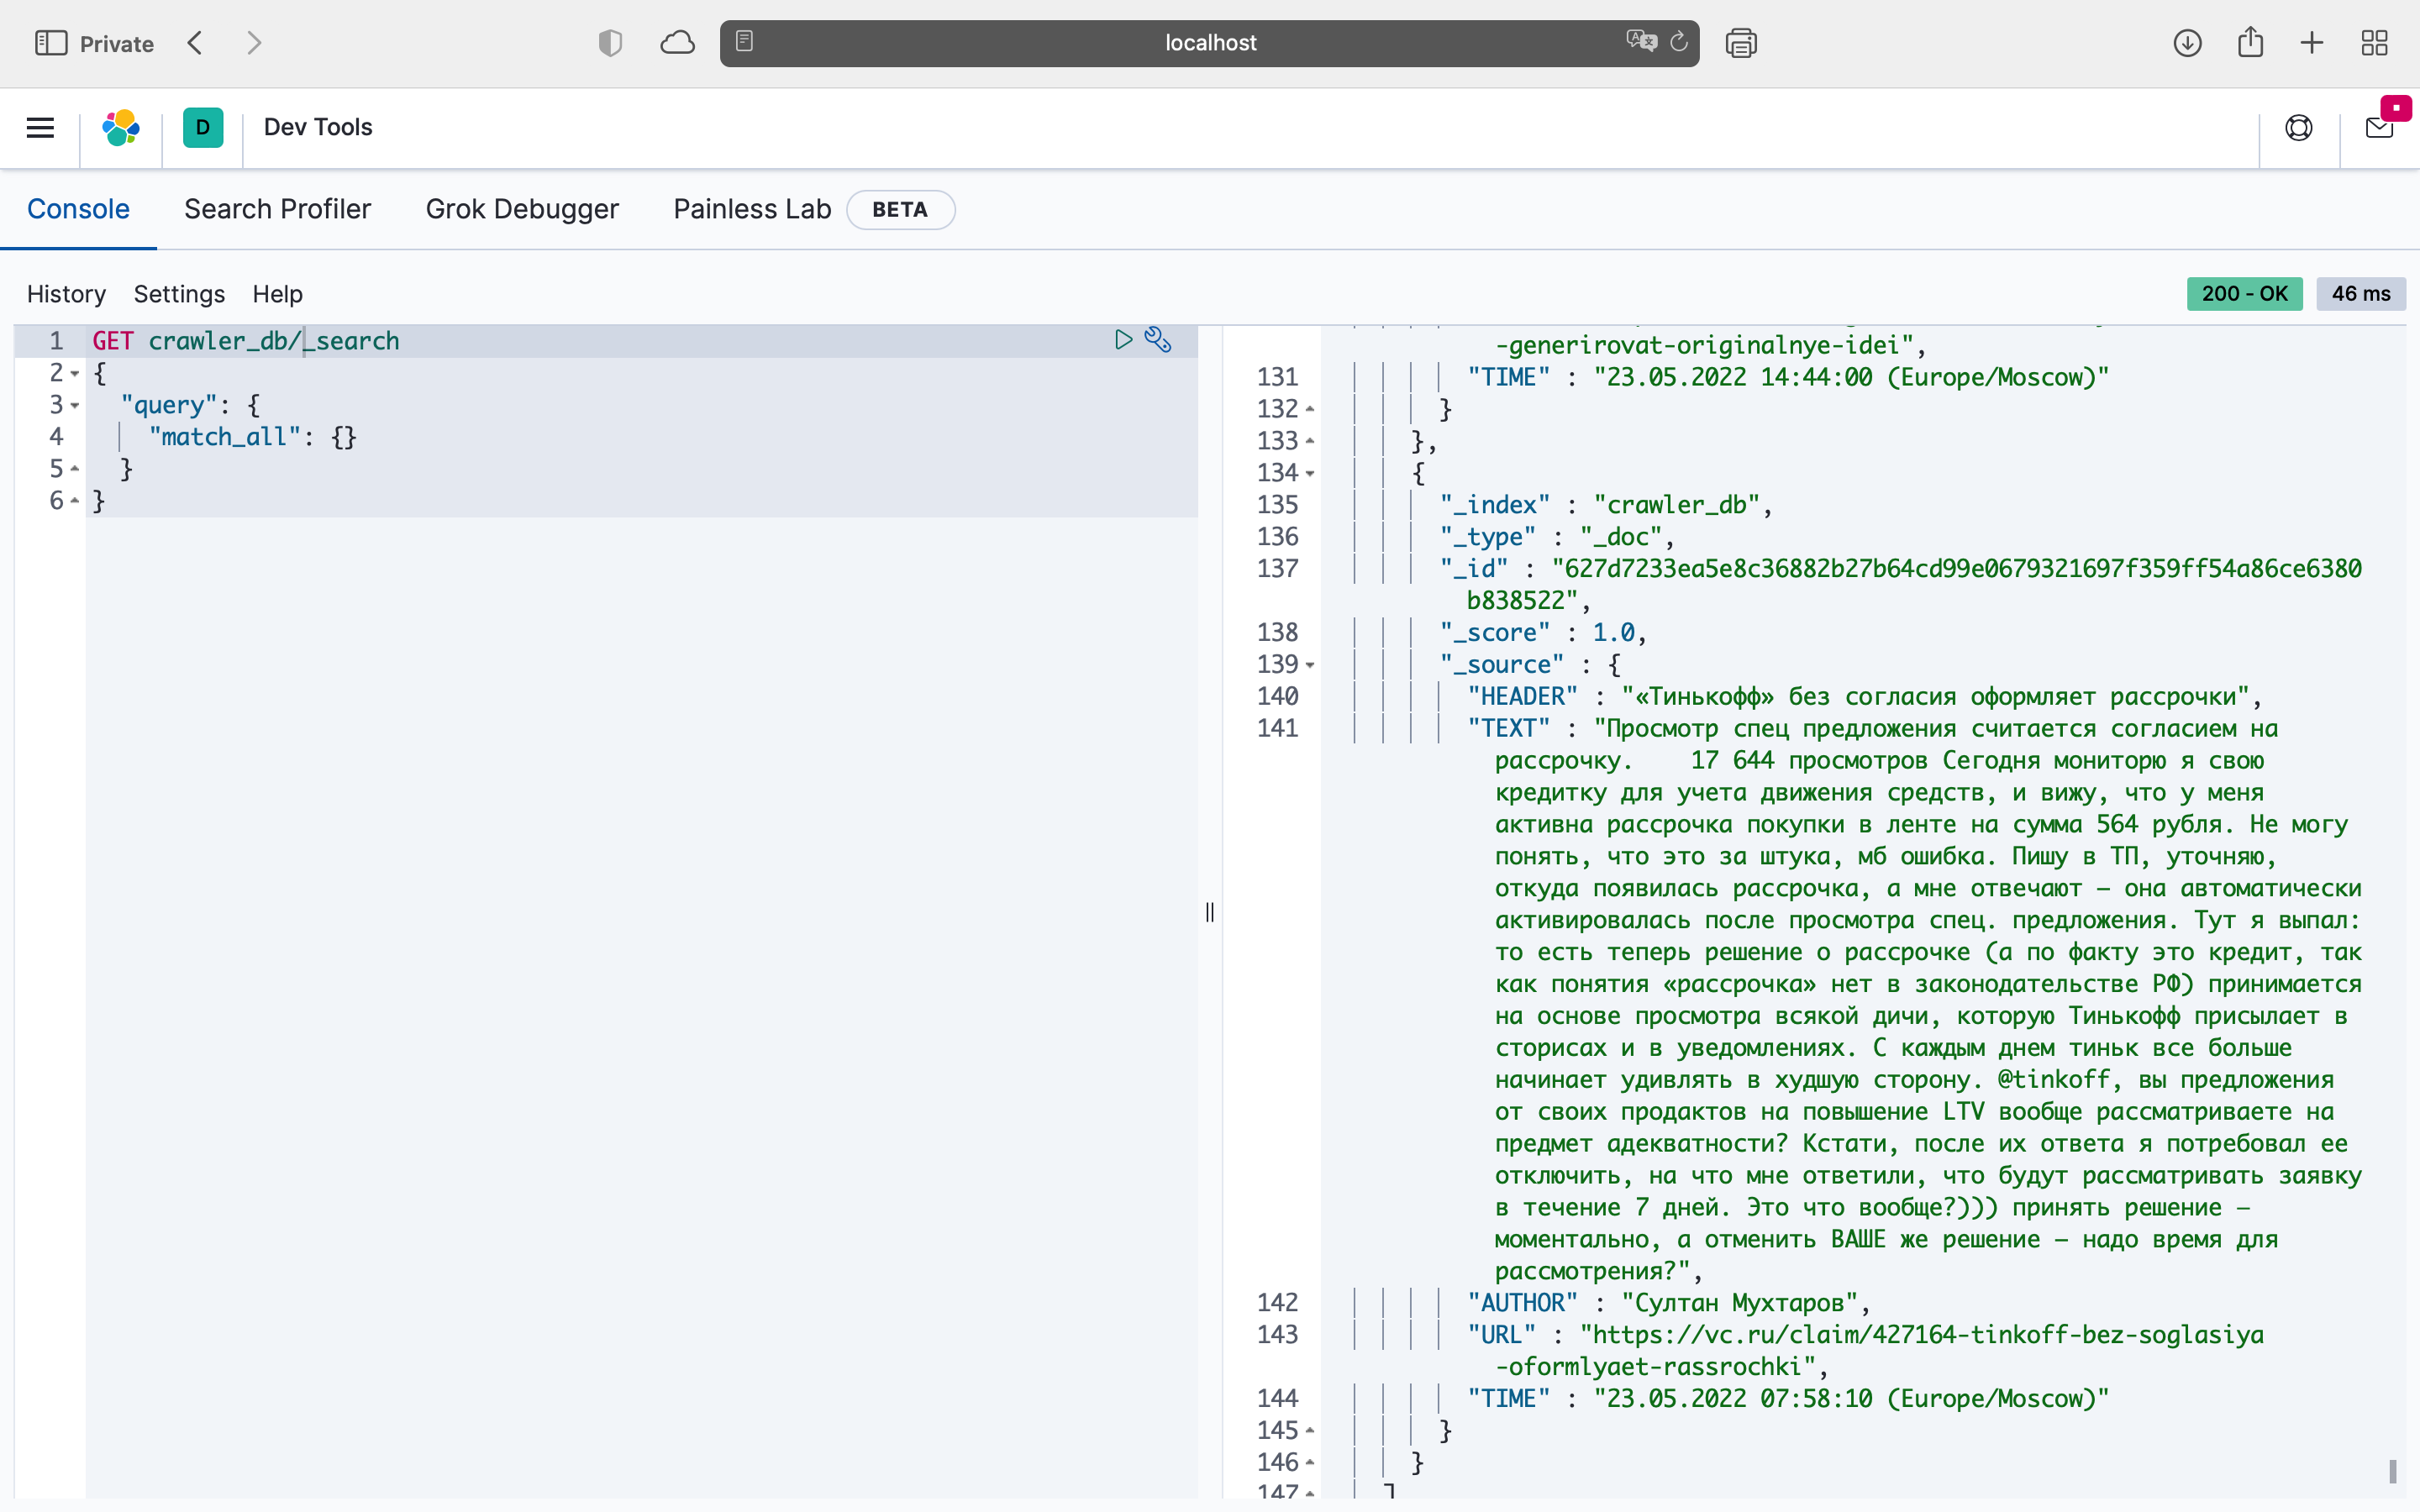 Private
localhost
D
Dev Tools
Console Search Profiler Grok Debugger Painless Lab BETA
History Settings Help
200 - OK 46 ms
1 GET crawler_db/_search
2 {
3 "query": {
4 "match_all": {}
5 }
6 }
-generirovat-originalnye-idei",
131 "TIME" : "23.05.2022 14:44:00 (Europe/Moscow)"
132 }
133 },
134 {
135 "_index" : "crawler_db",
136 "_type" : "_doc",
137 "_id" : "627d7233ea5e8c36882b27b64cd99e0679321697f359ff54a86ce6380
b838522",
138 "_score" : 1.0,
139 "_source" : {
140 "HEADER" : "«Тинькофф» без согласия оформляет рассрочки",
141 "TEXT" : "Просмотр спец предложения считается согласием на
рассрочку. 17 644 просмотров Сегодня мониторю я свою
кредитку для учета движения средств, и вижу, что у меня
активна рассрочка покупки в ленте на сумма 564 рубля. Не могу
понять, что это за штука, мб ошибка. Пишу в ТП, уточняю,
откуда появилась рассрочка, а мне отвечают — она автоматически
активировалась после просмотра спец. предложения. Тут я выпал:
то есть теперь решение о рассрочке (а по факту это кредит, так
как понятия «рассрочка» нет в законодательстве РФ) принимается
на основе просмотра всякой дичи, которую Тинькофф присылает в
сторисах и в уведомлениях. С каждым днем тиньк все больше
начинает удивлять в худшую сторону. @tinkoff, вы предложения
от своих продактов на повышение LTV вообще рассматриваете на
предмет адекватности? Кстати, после их ответа я потребовал ее
отключить, на что мне ответили, что будут рассматривать заявку
в течение 7 дней. Это что вообще?))) принять решение —
моментально, а отменить ВАШЕ же решение — надо время для
рассмотрения?",
142 "AUTHOR" : "Султан Мухтаров",
143 "URL" : "https://vc.ru/claim/427164-tinkoff-bez-soglasiya
-oformlyaet-rassrochki",
144 "TIME" : "23.05.2022 07:58:10 (Europe/Moscow)"
145 }
146 }
147 ]